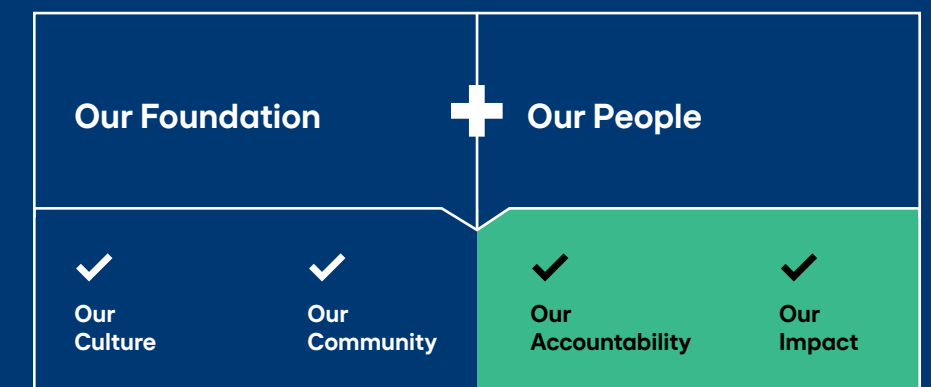 Our Foundation
Our People
Our
Culture
Our
Community
Our
Accountability
Our
Impact